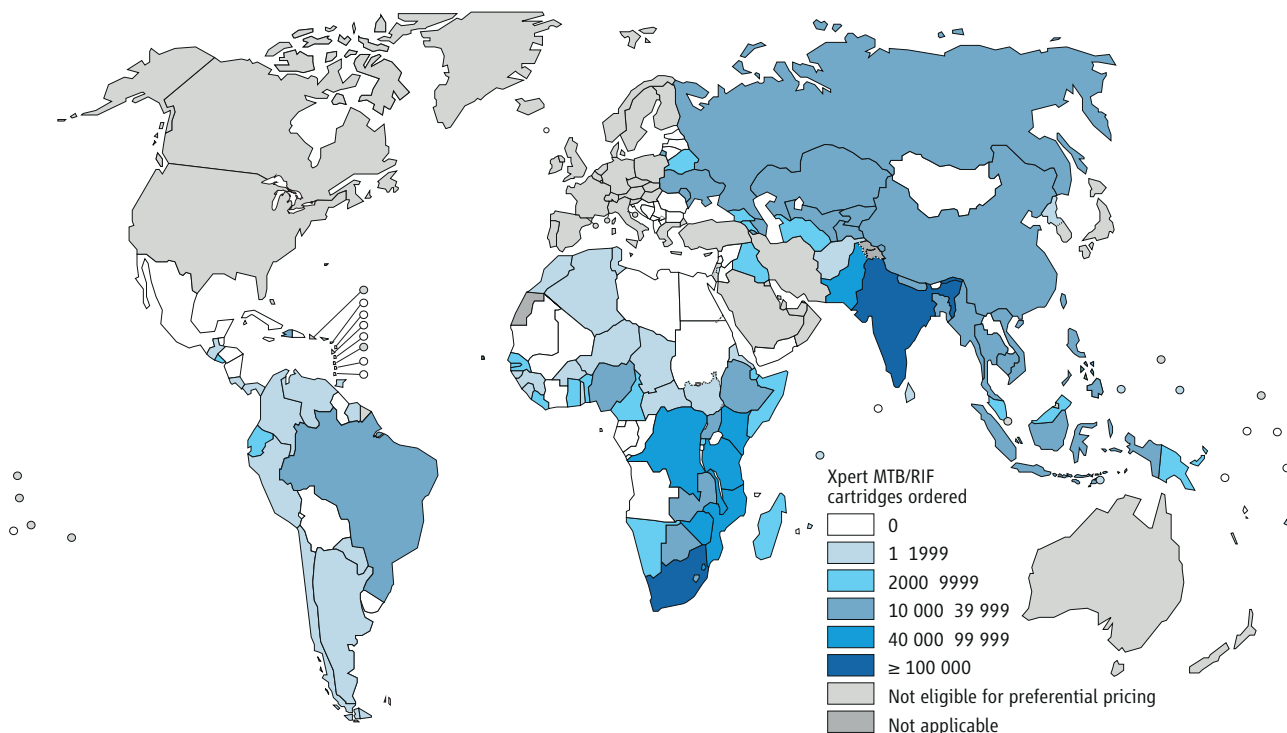 Xpert MTB/RIF
cartridges ordered
0
1 1999
2000 9999
10 000 39 999
40 000 99 999
≥ 100 000
Not eligible for preferential pricing
Not applicable